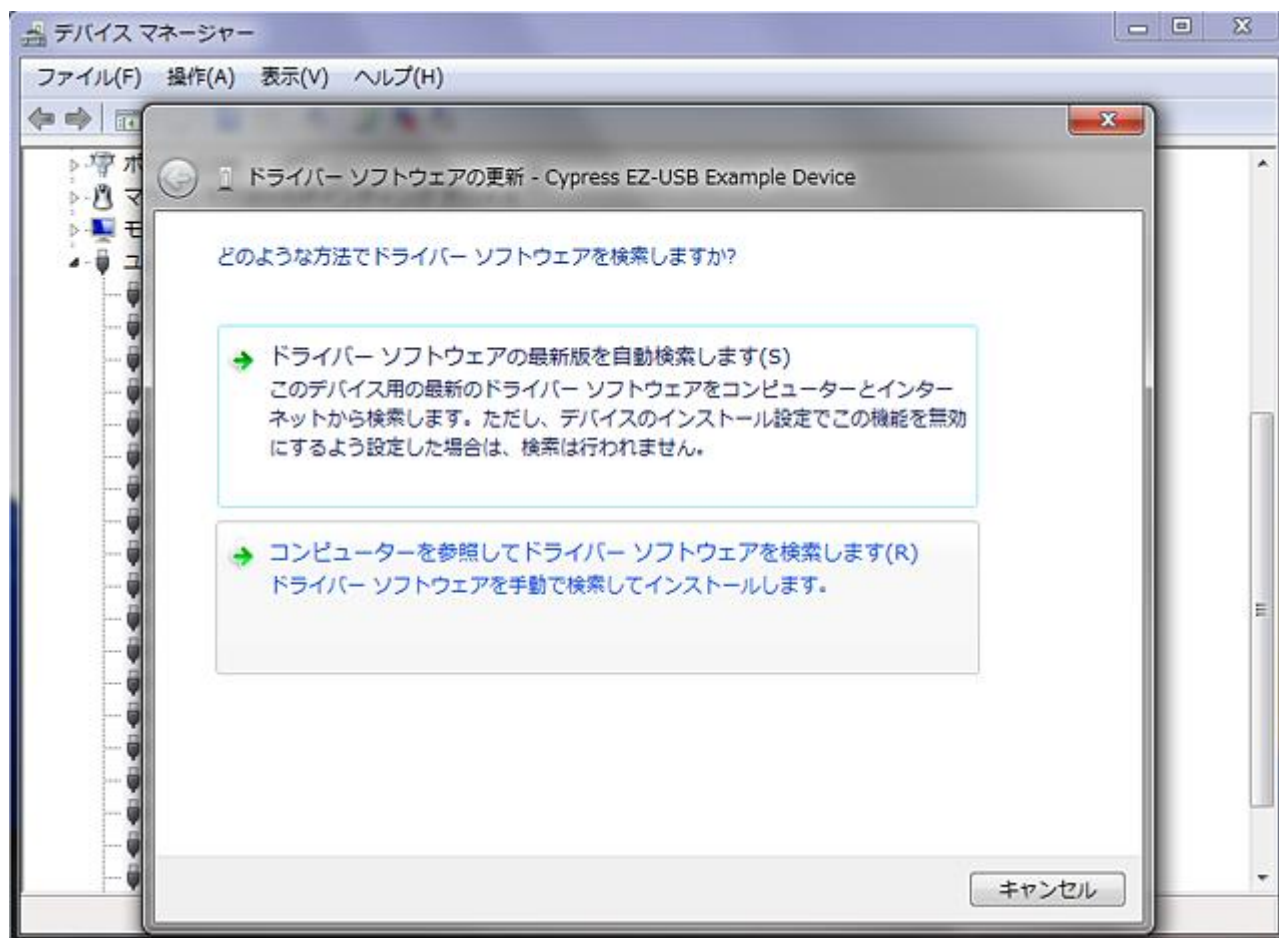 デバイス マネージャー
ファイル(F) 操作(A) 表示(V) ヘルプ(H)
ドライバー ソフトウェアの更新 - Cypress EZ-USB Example Device
どのような方法でドライバー ソフトウェアを検索しますか?
ドライバー ソフトウェアの最新版を自動検索します(S)
このデバイス用の最新のドライバー ソフトウェアをコンピューターとインター
ネットから検索します。ただし、デバイスのインストール設定でこの機能を無効
にするよう設定した場合は、検索は行われません。
コンピューターを参照してドライバー ソフトウェアを検索します(R)
ドライバー ソフトウェアを手動で検索してインストールします。
キャンセル